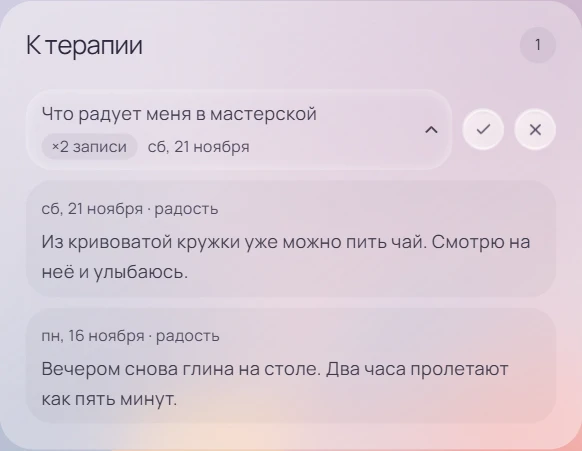 К терапии
1
Что радует меня в мастерской
×2 записи сб, 21 ноября
сб, 21 ноября · радость
Из кривоватой кружки уже можно пить чай. Смотрю на
неё и улыбаюсь.
пн, 16 ноября · радость
Вечером снова глина на столе. Два часа пролетают
как пять минут.